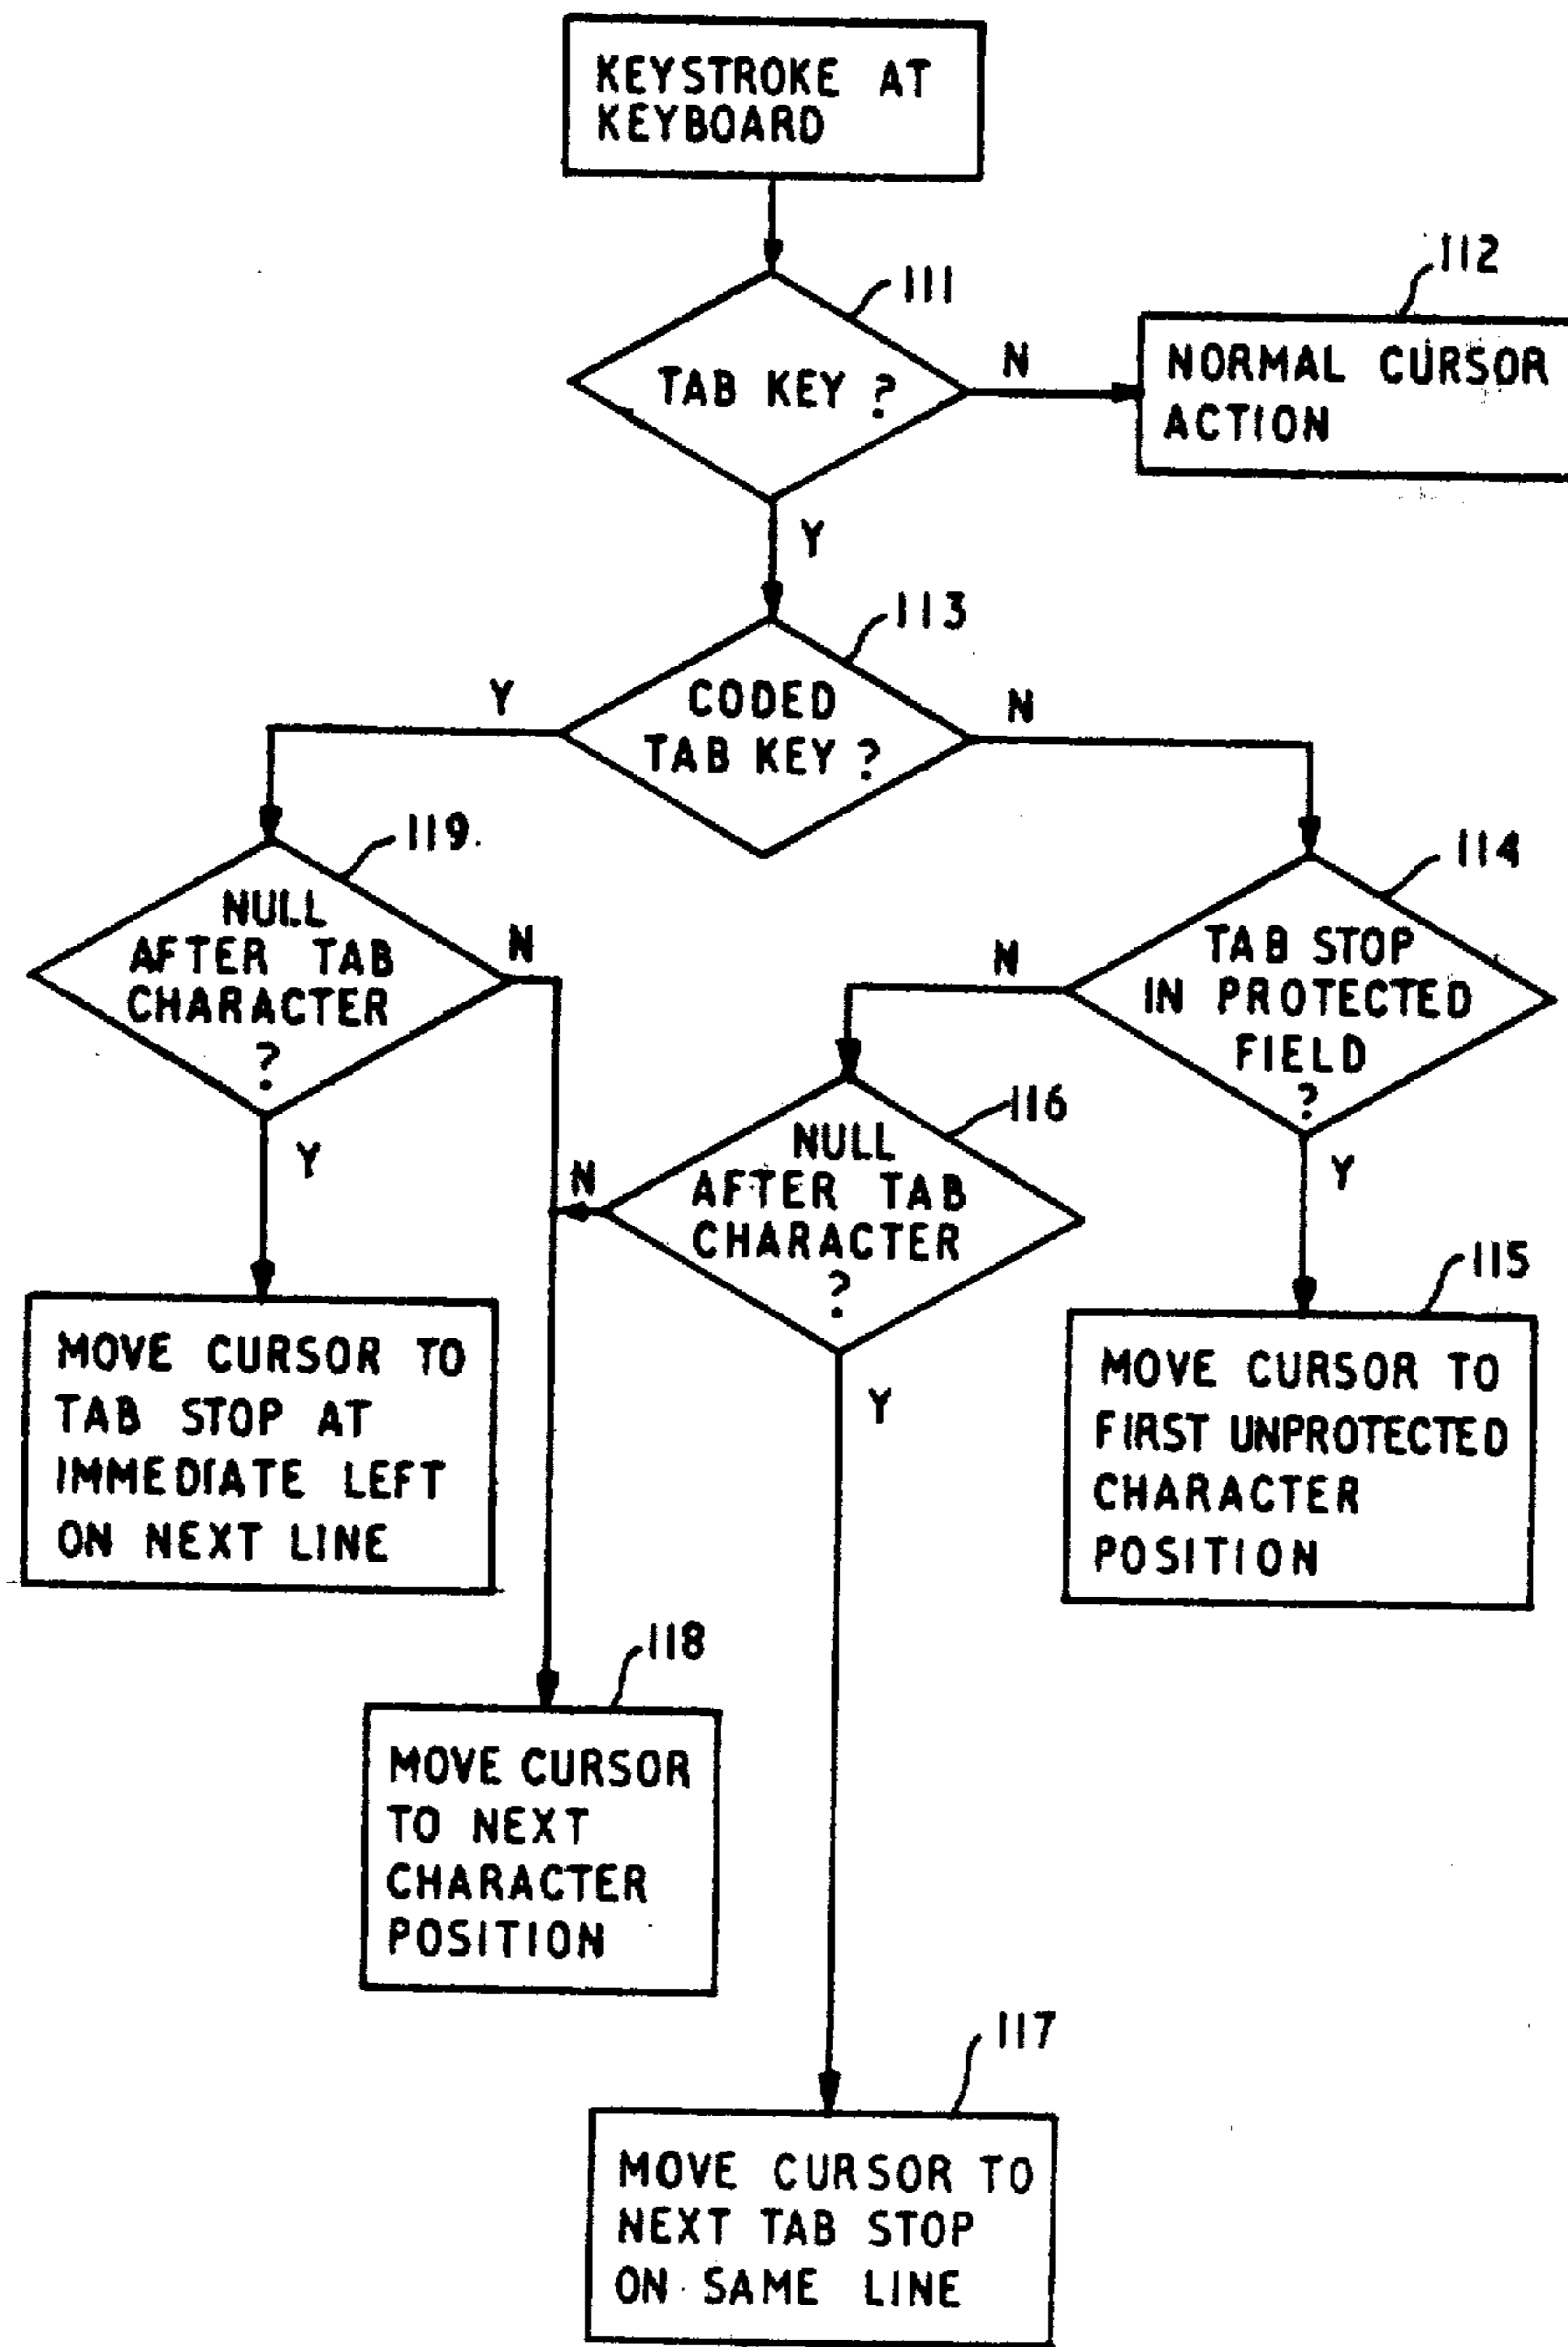 KEYSTROKE AT
KEYBOARD
111
112
TAB KEY ?
N
NORMAL CURSOR
ACTION
Y
113
CODED
TAB KEY ?
Y
N
119.
114
NULL
AFTER TAB
CHARACTER
?
N
N
TAB STOP
IN PROTECTED
FIELD
?
116
Y
N
NULL
AFTER TAB
CHARACTER
?
Y
115
MOVE CURSOR TO
TAB STOP AT
IMMEDIATE LEFT
ON NEXT LINE
Y
MOVE CURSOR TO
FIRST UNPROTECTED
CHARACTER
POSITION
118
MOVE CURSOR
TO NEXT
CHARACTER
POSITION
117
MOVE CURSOR TO
NEXT TAB STOP
ON SAME LINE